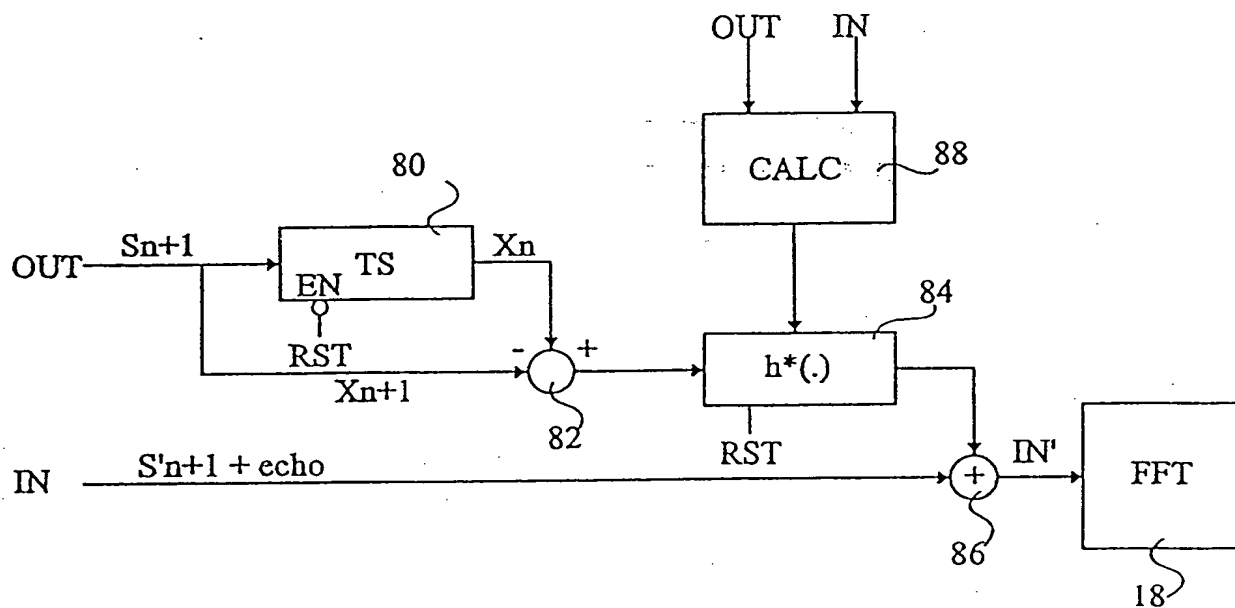 OUT IN
CALC
88
80
OUT
Sn+1
TS
EN
RST
Xn
-
+
Xn+1
82
84
h*(.)
RST
IN
S'n+1 + echo
+
86
IN'
FFT
18